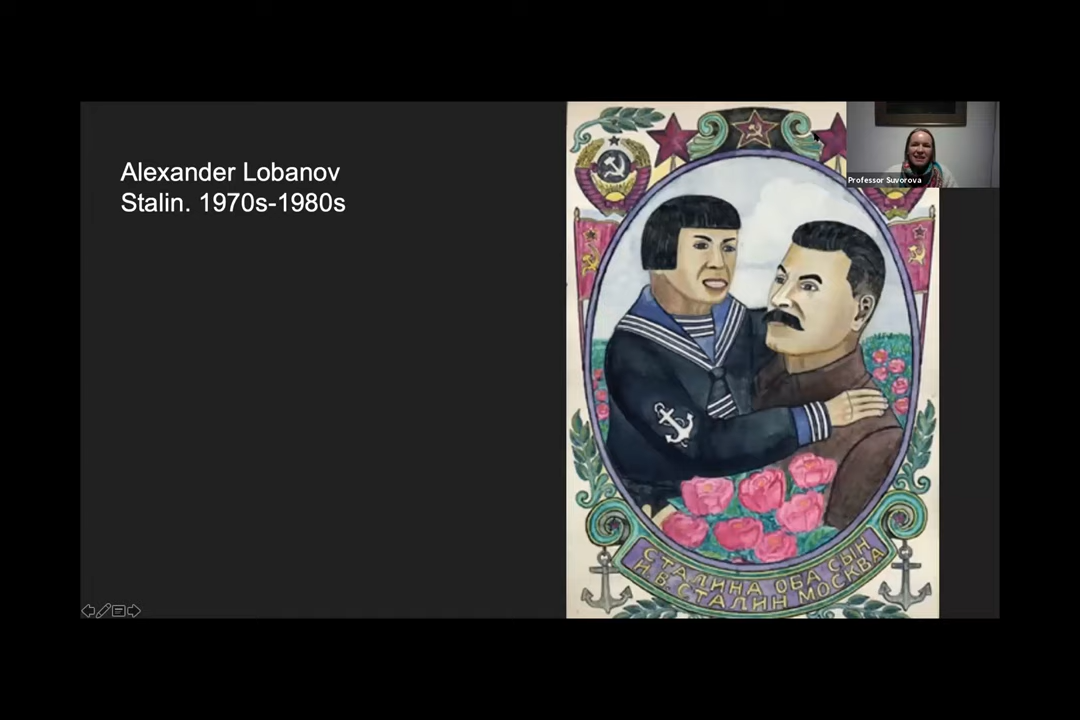 Alexander Lobanov
Stalin. 1970s-1980s
Professor Suvorova
СТАЛИНА ОБА СЫН
И.В. СТАЛИН МОСКВА